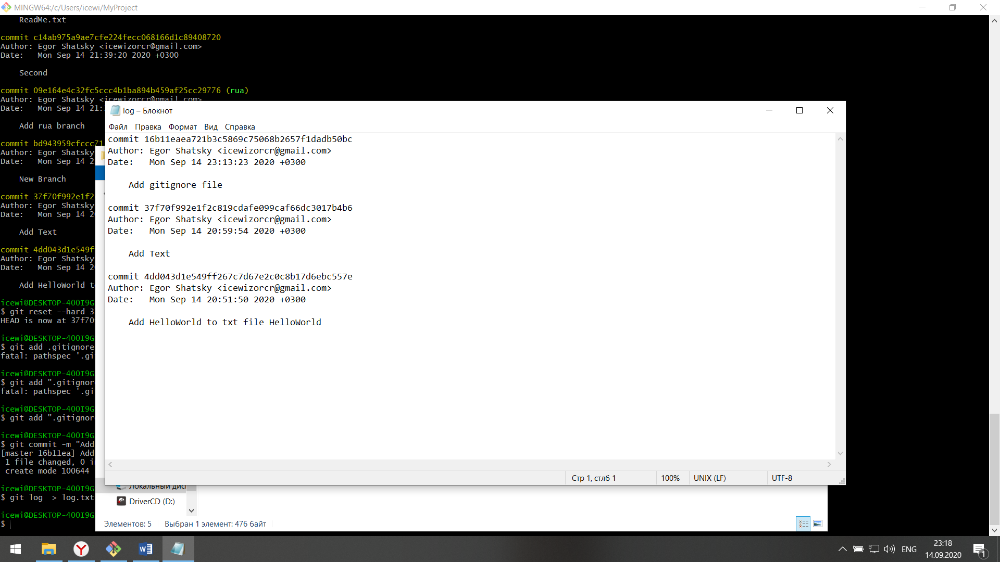 MINGW64:/c/Users/icewi/MyProject
ReadMe.txt
commit c14ab975a9ae7cfe224fecc068166d1c89408720
Author: Egor Shatsky <icewizorcr@gmail.com>
Date:   Mon Sep 14 21:39:20 2020 +0300
Second
commit 09e164e4c32fc5ccc4b1ba894b459af25cc29776 (rua)
Author: Egor Shatsky <icewizorcr@gmail.com>
Date:   Mon Sep 14 21:
Add rua branch
commit bd943959cfccc71
Author: Egor Shatsky
Date:   Mon Sep 14 2
New Branch
commit 37f70f992e1f2
Author: Egor Shatsky
Date:   Mon Sep 14 2
Add Text
commit 4dd043d1e549f
Author: Egor Shatsky
Date:   Mon Sep 14 2
Add HelloWorld t
icewi@DESKTOP-4OOI9G
$ git reset --hard 3
HEAD is now at 37f70
icewi@DESKTOP-4OOI9G
$ git add .gitignore
fatal: pathspec '.gi
icewi@DESKTOP-4OOI9G
$ git add ".gitignor
fatal: pathspec '.gi
icewi@DESKTOP-4OOI9G
$ git add ".gitignor
icewi@DESKTOP-4OOI9G
$ git commit -m "Add
[master 16b11ea] Add
1 file changed, 0 i
create mode 100644
icewi@DESKTOP-4OOI9G
$ git log  > log.txt
icewi@DESKTOP-4OOI9G
$
log – Блокнот
Файл Правка Формат Вид Справка
commit 16b11eaea721b3c5869c75068b2657f1dadb50bc
Author: Egor Shatsky <icewizorcr@gmail.com>
Date:   Mon Sep 14 23:13:23 2020 +0300
Add gitignore file
commit 37f70f992e1f2c819cdafe099caf66dc3017b4b6
Author: Egor Shatsky <icewizorcr@gmail.com>
Date:   Mon Sep 14 20:59:54 2020 +0300
Add Text
commit 4dd043d1e549ff267c7d67e2c0c8b17d6ebc557e
Author: Egor Shatsky <icewizorcr@gmail.com>
Date:   Mon Sep 14 20:51:50 2020 +0300
Add HelloWorld to txt file HelloWorld
Стр 1, стлб 1 100% UNIX (LF) UTF-8
Локальный дис
DriverCD (D:)
Элементов: 5 Выбран 1 элемент: 476 байт
ENG
23:18
14.09.2020
1